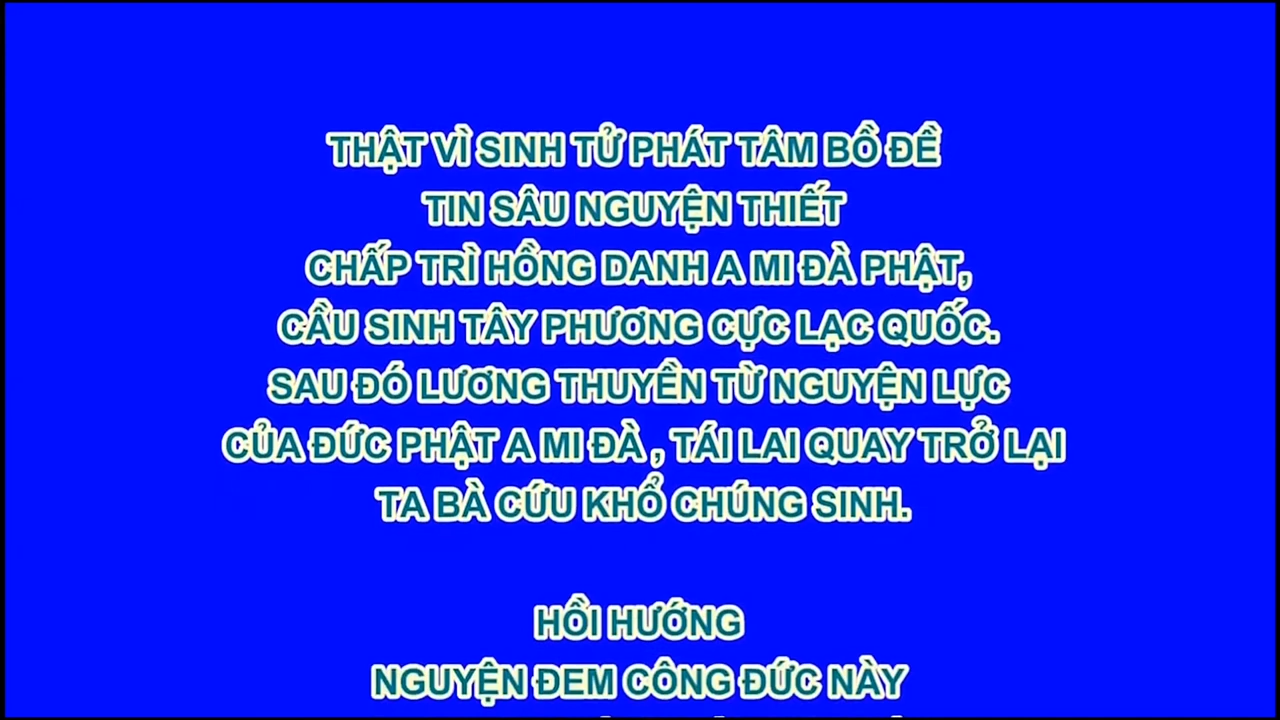 THẬT VÌ SINH TỬ PHÁT TÂM BỒ ĐỀ
TIN SÂU NGUYỆN THIẾT
CHẤP TRÌ HỒNG DANH A MI ĐÀ PHẬT,
CẦU SINH TÂY PHƯƠNG CỰC LẠC QUỐC.
SAU ĐÓ LƯƠNG THUYỀN TỪ NGUYỆN LỰC
CỦA ĐỨC PHẬT A MI ĐÀ , TÁI LAI QUAY TRỞ LẠI
TA BÀ CỨU KHỔ CHÚNG SINH.
HỒI HƯỚNG
NGUYỆN ĐEM CÔNG ĐỨC NÀY